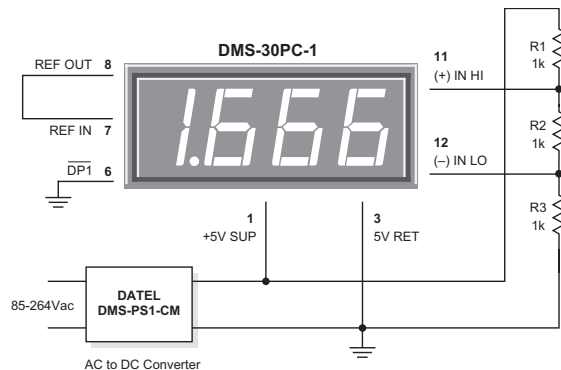 DMS-30PC-1
REF OUT 8
11
(+) IN HI
R1
1k
1.666
REF IN 7
12
(–) IN LO
R2
1k
DP1 6
R3
1k
1
+5V SUP
3
5V RET
85-264Vac
DATEL
DMS-PS1-CM
AC to DC Converter